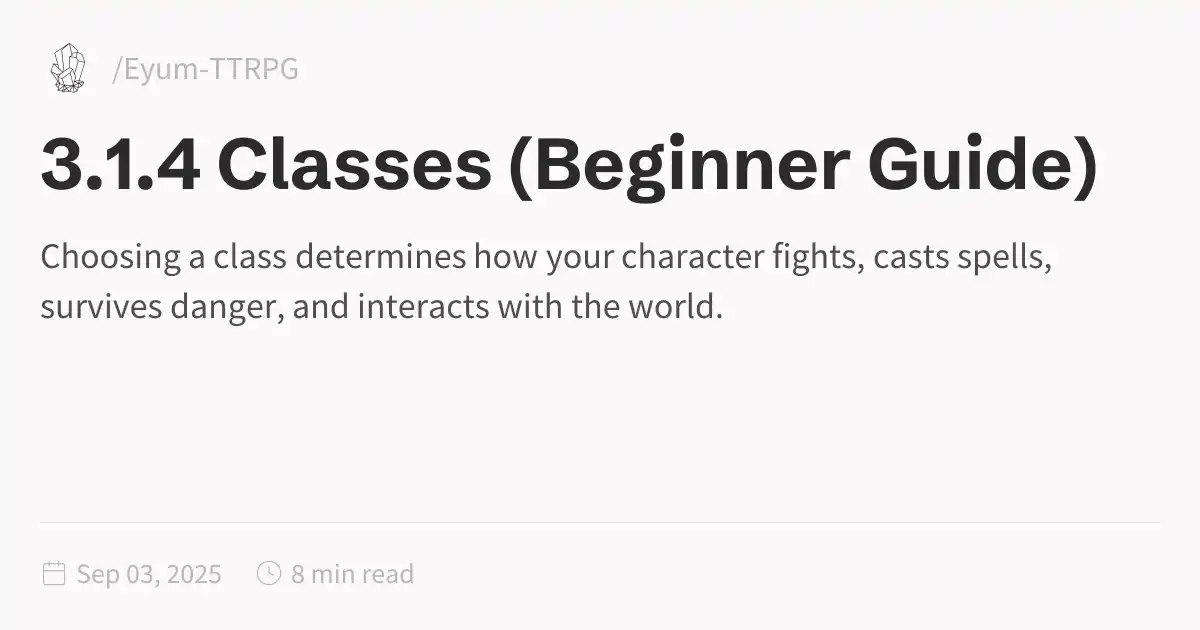 /Eyum-TTRPG
3.1.4 Classes (Beginner Guide)
Choosing a class determines how your character fights, casts spells,
survives danger, and interacts with the world.
Sep 03, 2025 8 min read